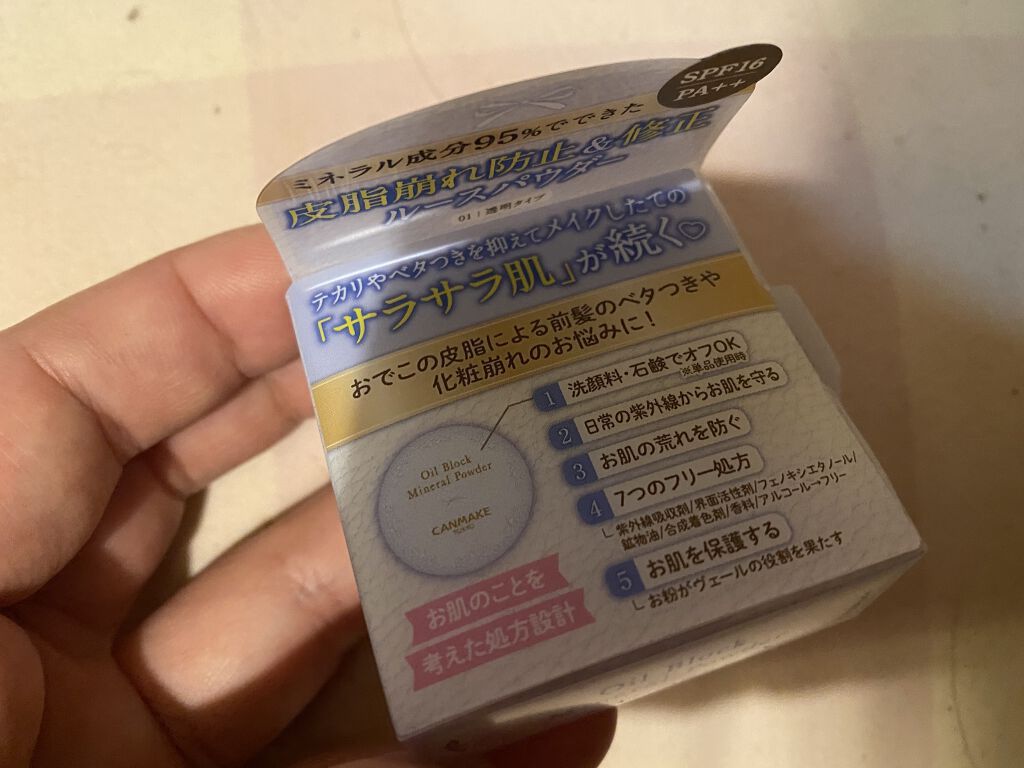 SPF16
PA++
ミネラル成分95%でできた
皮脂崩れ防止&修正
ルースパウダー
01 | 透明タイプ
テカリやベタつきを抑えてメイクしたての
「サラサラ肌」が続く♡
おでこの皮脂による前髪のベタつきや
化粧崩れのお悩みに!
1 洗顔料・石鹸でオフOK
※単品使用時
2 日常の紫外線からお肌を守る
3 お肌の荒れを防ぐ
4 7つのフリー処方
紫外線吸収剤/界面活性剤/フェノキシエタノール/
鉱物油/合成着色剤/香料/アルコール→フリー
5 お肌を保護する
お粉がヴェールの役割を果たす
Oil Block
Mineral Powder
CANMAKE
TOKYO
お肌のことを
考えた処方設計
Oil Block